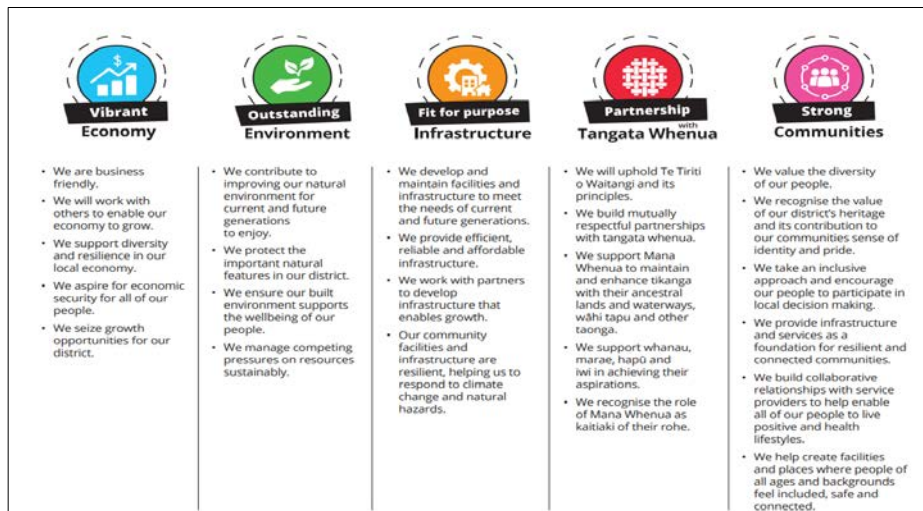 $
Vibrant
Economy
• We are business
friendly.
• We will work with
others to enable our
economy to grow.
• We support diversity
and resilience in our
local economy.
• We aspire for economic
security for all of our
people.
• We seize growth
opportunities for our
district.
Outstanding
Environment
• We contribute to
improving our natural
environment for
current and future
generations
to enjoy.
• We protect the
important natural
features in our district.
• We ensure our built
environment supports
the wellbeing of our
people.
• We manage competing
pressures on resources
sustainably.
Fit for purpose
Infrastructure
• We develop and
maintain facilities and
infrastructure to meet
the needs of current
and future generations.
• We provide efficient,
reliable and affordable
infrastructure.
• We work with partners
to develop
infrastructure that
enables growth.
• Our community
facilities and
infrastructure are
resilient, helping us to
respond to climate
change and natural
hazards.
Partnership
with
Tangata Whenua
• We will uphold Te Tiriti
o Waitangi and its
principles.
• We build mutually
respectful partnerships
with tangata whenua.
• We support Mana
Whenua to maintain
and enhance tikanga
with their ancestral
lands and waterways,
wāhi tapu and other
taonga.
• We support whanau,
marae, hapū and
iwi in achieving their
aspirations.
• We recognise the role
of Mana Whenua as
kaitiaki of their rohe.
Strong
Communities
• We value the diversity
of our people.
• We recognise the value
of our district's heritage
and its contribution to
our communities sense of
identity and pride.
• We take an inclusive
approach and encourage
our people to participate in
local decision making.
• We provide infrastructure
and services as a
foundation for resilient and
connected communities.
• We build collaborative
relationships with service
providers to help enable
all of our people to live
positive and health
lifestyles.
• We help create facilities
and places where people of
all ages and backgrounds
feel included, safe and
connected.